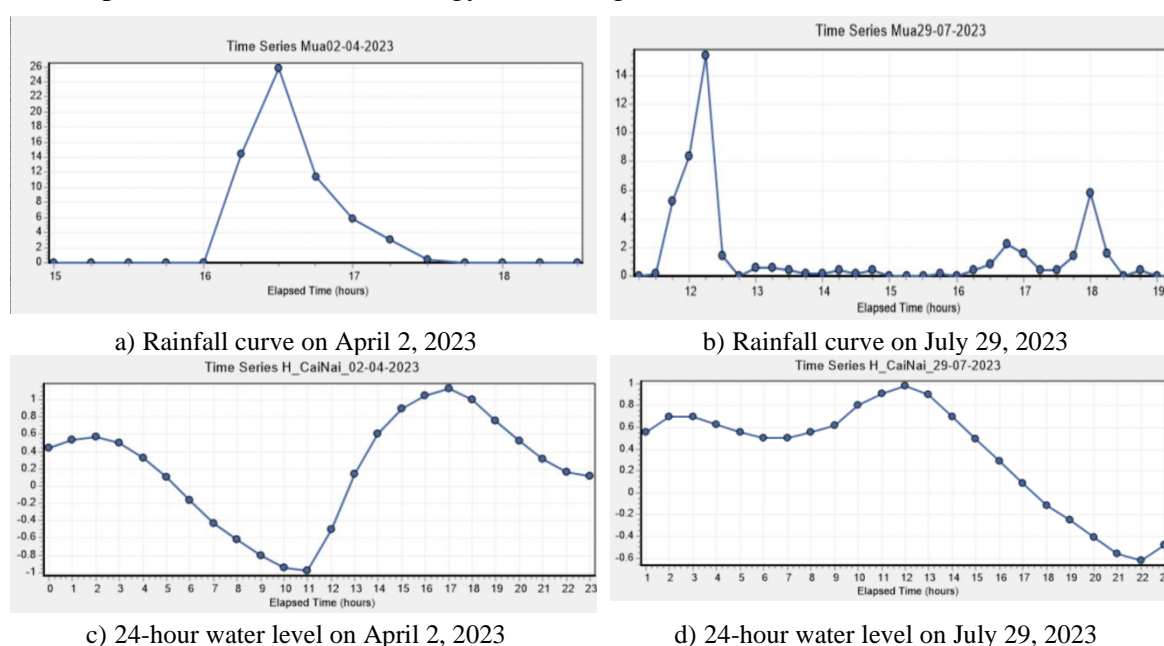 Time Series Mua02-04-2023
26
24
22
20
18
16
14
12
10
8
6
4
2
0
15 16 17 18
Elapsed Time (hours)
Time Series Mua29-07-2023
14
12
10
8
6
4
2
0
12 13 14 15 16 17 18 19
Elapsed Time (hours)
a) Rainfall curve on April 2, 2023
b) Rainfall curve on July 29, 2023
Time Series H_CaiNai_02-04-2023
1
0.8
0.6
0.4
0.2
0
-0.2
-0.4
-0.6
-0.8
-1
0 1 2 3 4 5 6 7 8 9 10 11 12 13 14 15 16 17 18 19 20 21 22 23
Elapsed Time (hours)
Time Series H_CaiNai_29-07-2023
1
0.8
0.6
0.4
0.2
0
-0.2
-0.4
-0.6
1 2 3 4 5 6 7 8 9 10 11 12 13 14 15 16 17 18 19 20 21 22
Elapsed Time (hours)
c) 24-hour water level on April 2, 2023
d) 24-hour water level on July 29, 2023